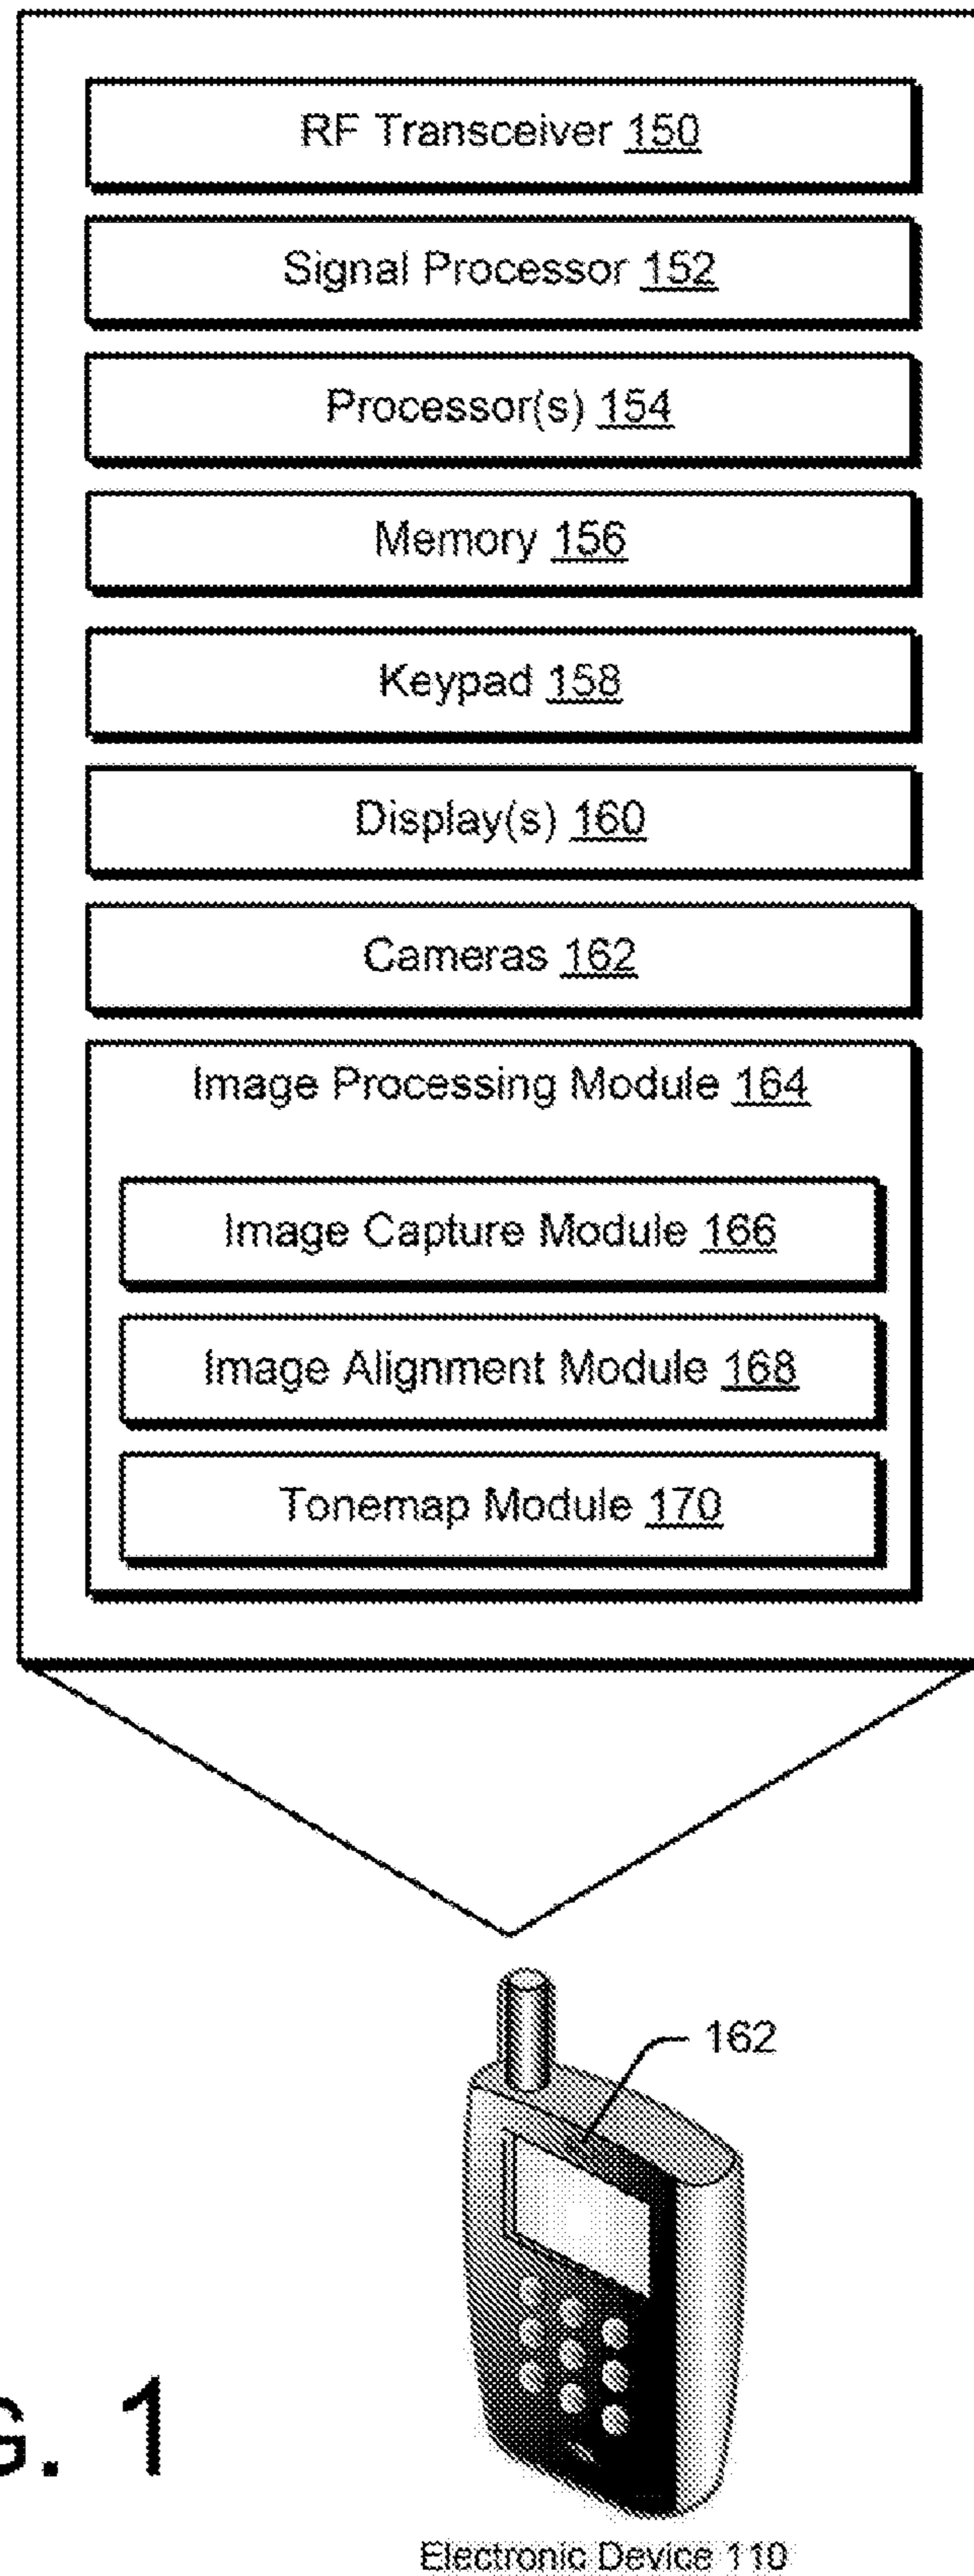 RF Transceiver 150
Signal Processor 152
Processor(s) 154
Memory 156
Keypad 158
Display(s) 160
Cameras 162
Image Processing Module 164
Image Capture Module 166
Image Alignment Module 168
Tonemap Module 170
162
G. 1
Electronic Device 110